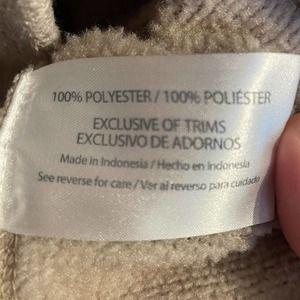 100% POLYESTER / 100% POLIÉSTER
EXCLUSIVE OF TRIMS
EXCLUSIVO DE ADORNOS
Made in Indonesia / Hecho en Indonesia
See reverse for care / Ver al reverso para cuidado